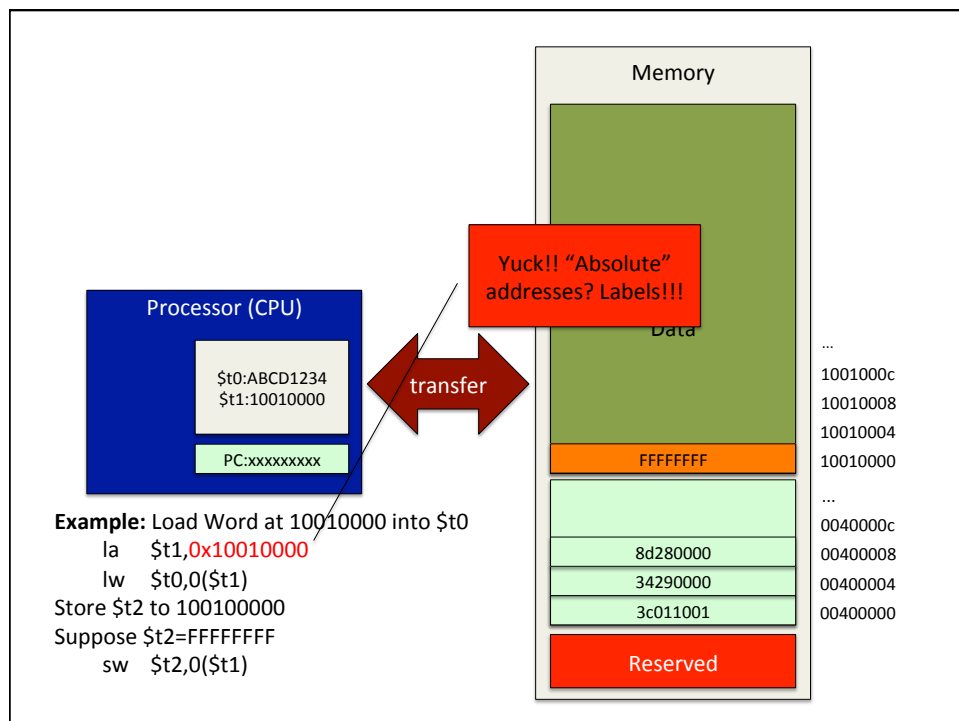 Memory
Yuck!! “Absolute”
addresses? Labels!!!
Data
Processor (CPU)
$t0:ABCD1234
$t1:10010000
PC:xxxxxxxxx
transfer
...
1001000c
10010008
10010004
FFFFFFFF 10010000
...
0040000c
8d280000 00400008
34290000 00400004
3c011001 00400000
Reserved
Example: Load Word at 10010000 into $t0
la $t1,0x10010000
lw $t0,0($t1)
Store $t2 to 100100000
Suppose $t2=FFFFFFFF
sw $t2,0($t1)